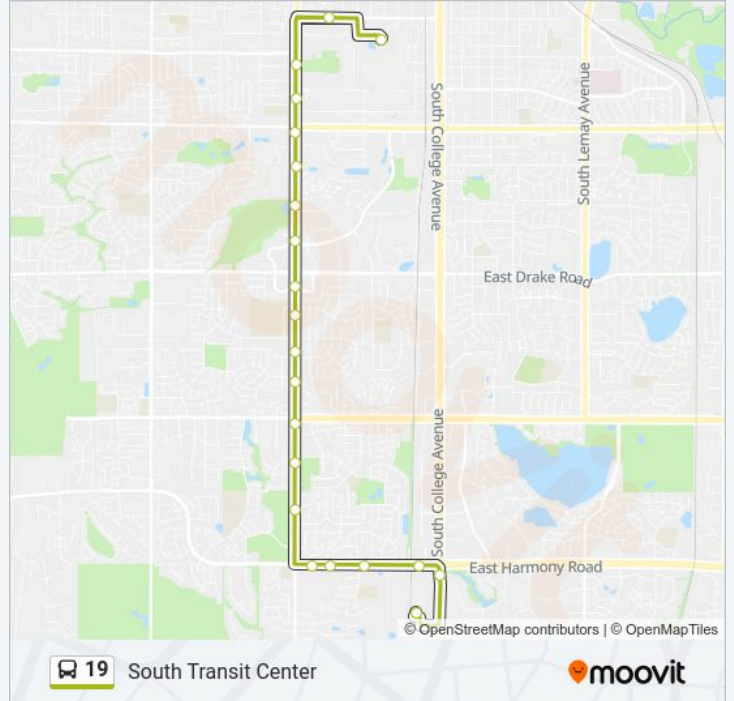 South College Avenue
South Lemay Avenue
East Drake Road
South College Avenue
East Harmony Road
© OpenStreetMap contributors | © OpenMapTiles
19 South Transit Center
moovit